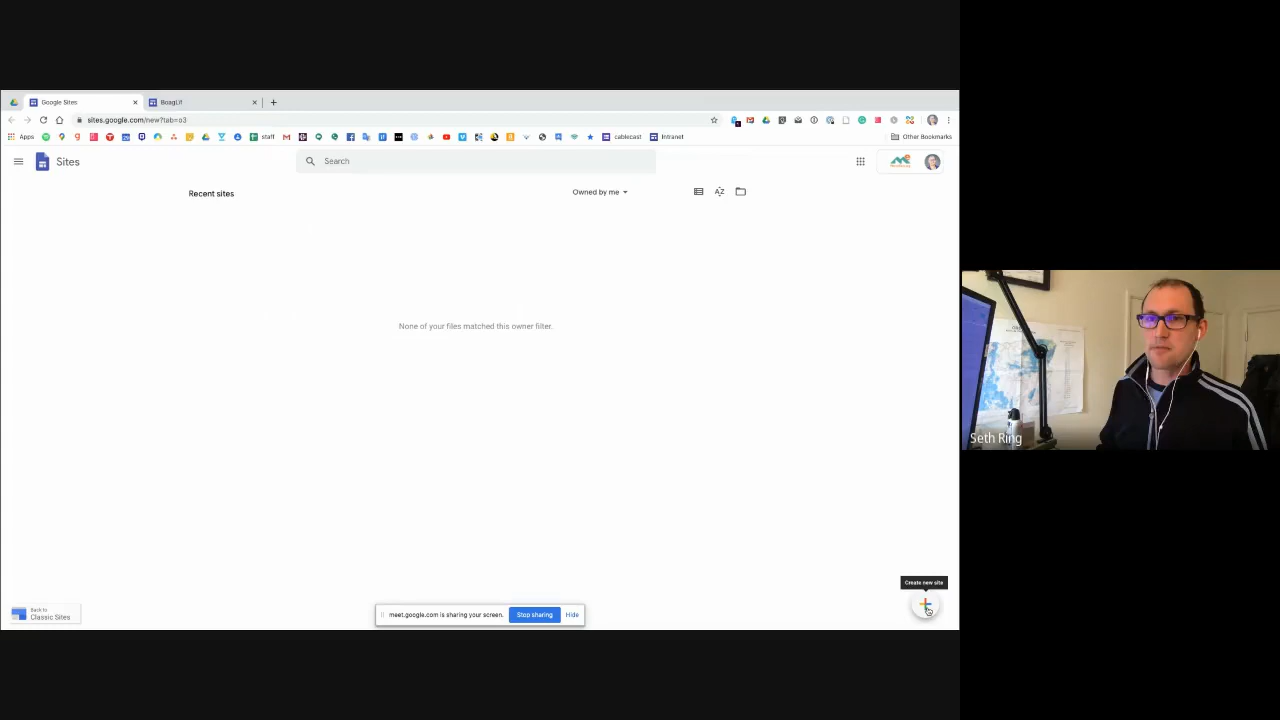 Google Sites
BoagLif
sites.google.com/new?tab=o3
Apps
staff
cablecast
Intranet
Other Bookmarks
Sites
Search
Recent sites
Owned by me
AZ
None of your files matched this owner filter.
Seth Ring
Create new site
Back to
Classic Sites
meet.google.com is sharing your screen.
Stop sharing
Hide